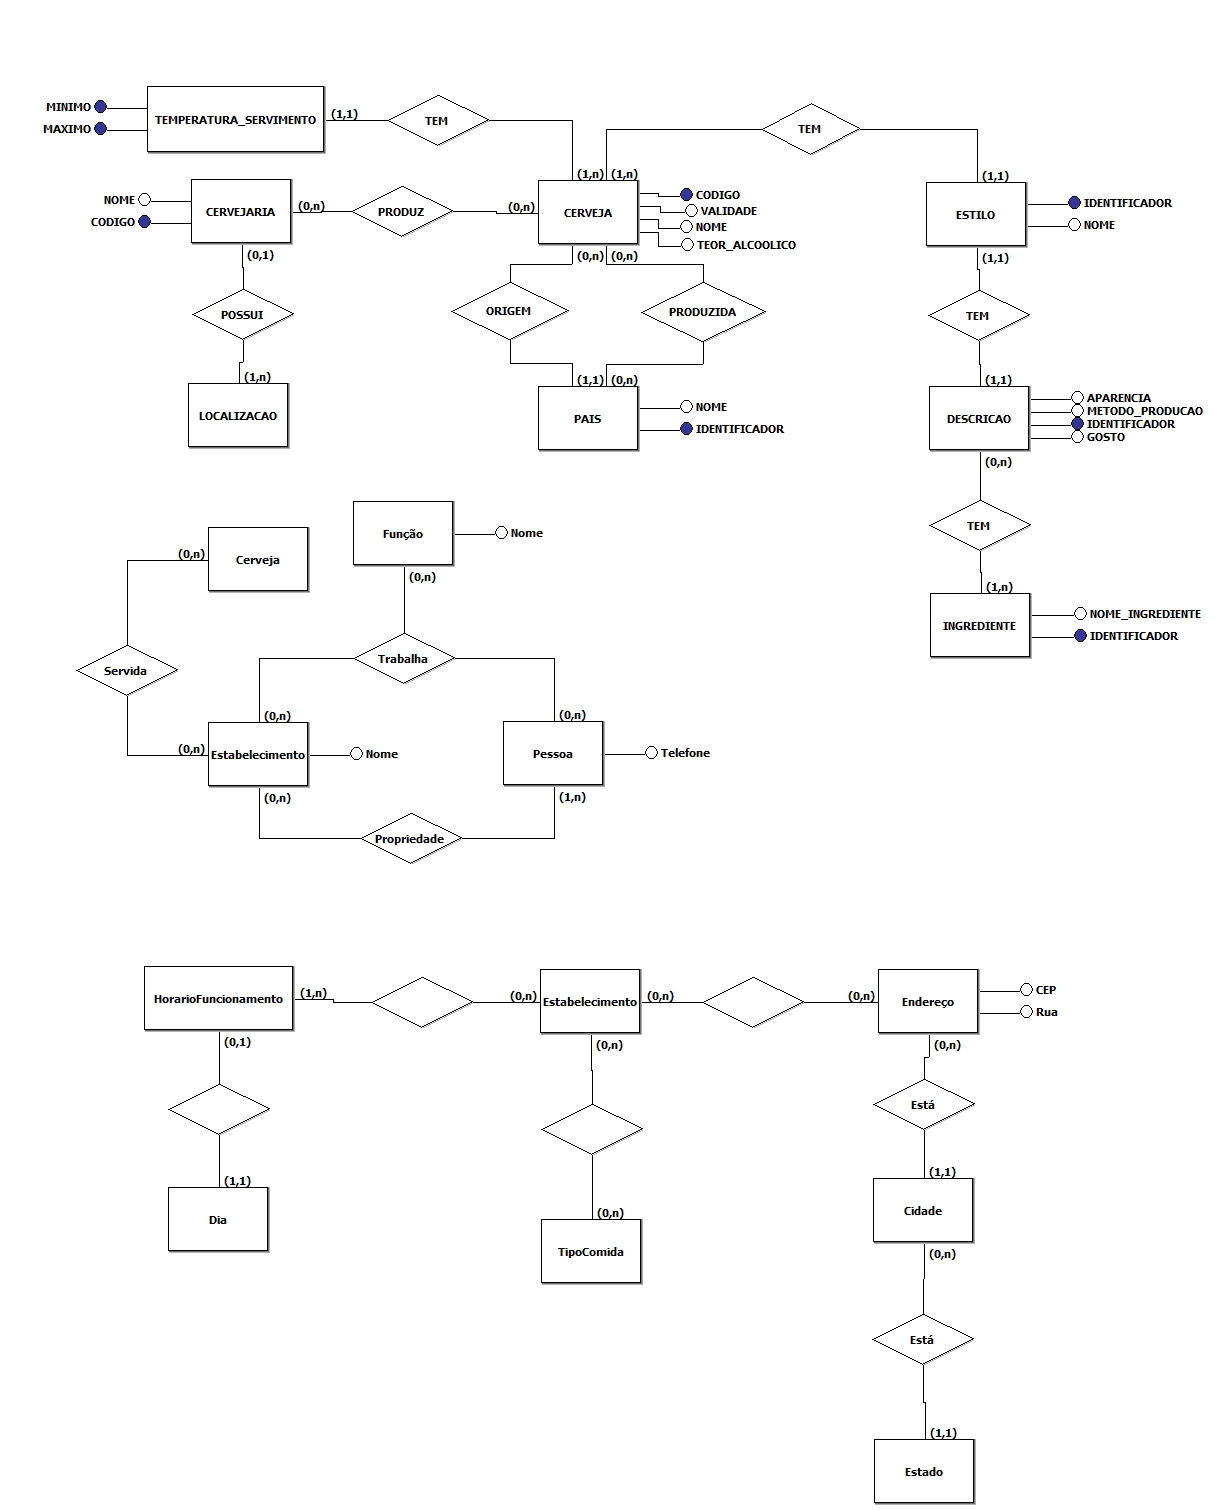 MINIMO
MAXIMO
TEMPERATURA_SERVIMENTO
(1,1)
TEM
TEM
(1,n)
(1,n)
(1,1)
NOME
CODIGO
CERVEJARIA
(0,n)
PRODUZ
(0,n)
CERVEJA
CODIGO
VALIDADE
NOME
TEOR_ALCOOLICO
ESTILO
IDENTIFICADOR
NOME
(0,1)
(0,n)
(0,n)
(1,1)
POSSUI
ORIGEM
PRODUZIDA
TEM
(1,n)
(1,1)
(0,n)
(1,1)
LOCALIZACAO
PAIS
NOME
IDENTIFICADOR
DESCRICAO
APARENCIA
METODO_PRODUCAO
IDENTIFICADOR
GOSTO
(0,n)
TEM
(1,n)
INGREDIENTE
NOME_INGREDIENTE
IDENTIFICADOR
Função
Nome
(0,n)
Cerveja
(0,n)
Servida
Trabalha
(0,n)
(0,n)
(0,n)
Estabelecimento
Nome
Pessoa
Telefone
(0,n)
(1,n)
Propriedade
HorarioFuncionamento
(1,n)
(0,n)
Estabelecimento
(0,n)
(0,n)
Endereço
CEP
Rua
(0,1)
(0,n)
(0,n)
Está
(1,1)
(1,1)
Dia
(0,n)
TipoComida
Cidade
(0,n)
Está
(1,1)
Estado